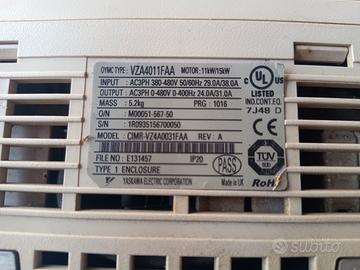 OYMC TYPE: VZA4011FAA MOTOR: 11kW/15kW
INPUT: AC3PH 380-480V 50/60Hz 29.0A/38.0A
OUTPUT: AC3PH 0-480V 0-400Hz 24.0A/31.0A
MASS: 5.2kg PRG: 1016
O/N: M00051-567-50
S/N: 1R0935156700050
MODEL: CIMR-VZ4A0031FAA REV: A
FILE NO: E131457 IP20
TYPE 1 ENCLOSURE PASS
YASKAWA ELECTRIC CORPORATION Made in UK
C UL US
LISTED
IND.CONT.EQ.
7J48 D
TÜV
RoHS
subito